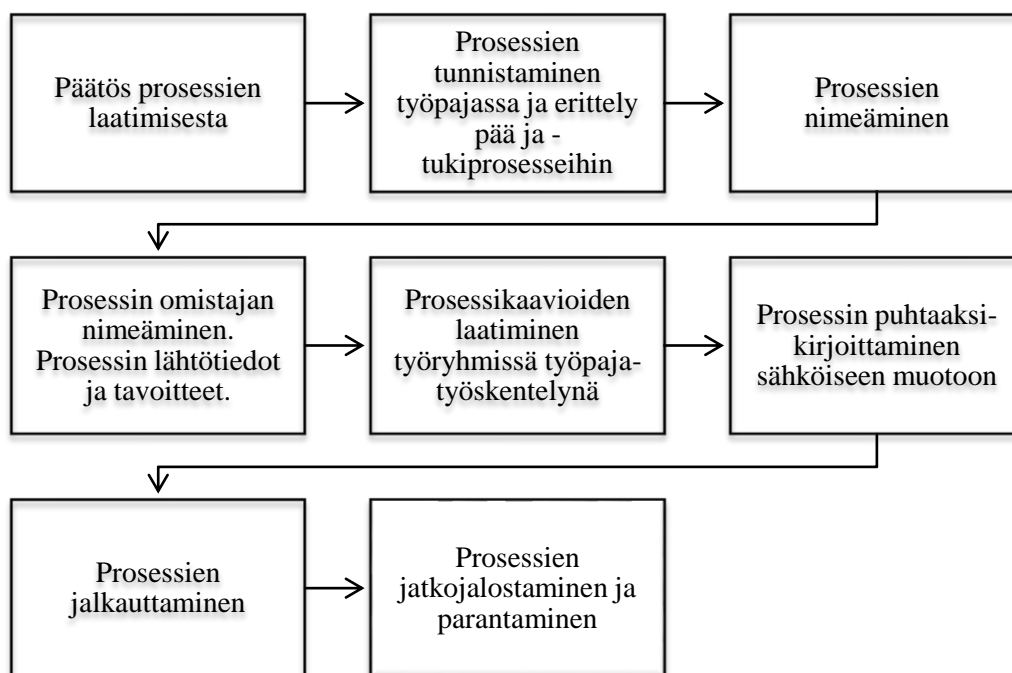 Päätös prosessien
laatimisesta
Prosessien
tunnistaminen
työpajassa ja erittely
pää ja -
tukiprosesseihin
Prosessien
nimeäminen
Prosessin omistajan
nimeäminen.
Prosessin lähtötiedot
ja tavoitteet.
Prosessikaavioiden
laatiminen
työryhmissä työpaja-
työskentelynä
Prosessin puhtaaksi-
kirjoittaminen
sähköiseen muotoon
Prosessien
jalkauttaminen
Prosessien
jatkojalostaminen ja
parantaminen